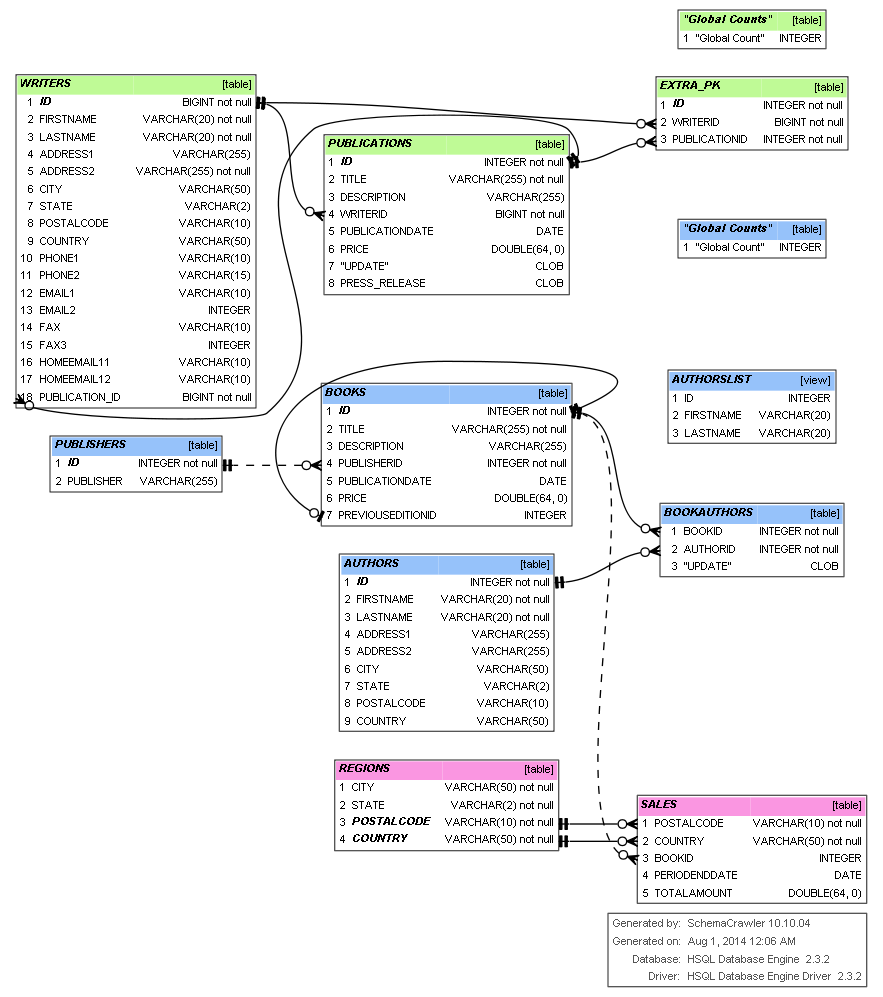 "Global Counts" [table]
1 "Global Count" INTEGER
WRITERS [table]
1 ID BIGINT not null
2 FIRSTNAME VARCHAR(20) not null
3 LASTNAME VARCHAR(20) not null
4 ADDRESS1 VARCHAR(255)
5 ADDRESS2 VARCHAR(255) not null
6 CITY VARCHAR(50)
7 STATE VARCHAR(2)
8 POSTALCODE VARCHAR(10)
9 COUNTRY VARCHAR(50)
10 PHONE1 VARCHAR(10)
11 PHONE2 VARCHAR(15)
12 EMAIL1 VARCHAR(10)
13 EMAIL2 INTEGER
14 FAX VARCHAR(10)
15 FAX3 INTEGER
16 HOMEEMAIL11 VARCHAR(10)
17 HOMEEMAIL12 VARCHAR(10)
18 PUBLICATION_ID BIGINT not null
EXTRA_PK [table]
1 ID INTEGER not null
2 WRITERID BIGINT not null
3 PUBLICATIONID INTEGER not null
PUBLICATIONS [table]
1 ID INTEGER not null
2 TITLE VARCHAR(255) not null
3 DESCRIPTION VARCHAR(255)
4 WRITERID BIGINT not null
5 PUBLICATIONDATE DATE
6 PRICE DOUBLE(64, 0)
7 "UPDATE" CLOB
8 PRESS_RELEASE CLOB
"Global Counts" [table]
1 "Global Count" INTEGER
AUTHORSLIST [view]
1 ID INTEGER
2 FIRSTNAME VARCHAR(20)
3 LASTNAME VARCHAR(20)
BOOKS [table]
1 ID INTEGER not null
2 TITLE VARCHAR(255) not null
3 DESCRIPTION VARCHAR(255)
4 PUBLISHERID INTEGER not null
5 PUBLICATIONDATE DATE
6 PRICE DOUBLE(64, 0)
7 PREVIOUSEDITIONID INTEGER
PUBLISHERS [table]
1 ID INTEGER not null
2 PUBLISHER VARCHAR(255)
BOOKAUTHORS [table]
1 BOOKID INTEGER not null
2 AUTHORID INTEGER not null
3 "UPDATE" CLOB
AUTHORS [table]
1 ID INTEGER not null
2 FIRSTNAME VARCHAR(20) not null
3 LASTNAME VARCHAR(20) not null
4 ADDRESS1 VARCHAR(255)
5 ADDRESS2 VARCHAR(255)
6 CITY VARCHAR(50)
7 STATE VARCHAR(2)
8 POSTALCODE VARCHAR(10)
9 COUNTRY VARCHAR(50)
REGIONS [table]
1 CITY VARCHAR(50) not null
2 STATE VARCHAR(2) not null
3 POSTALCODE VARCHAR(10) not null
4 COUNTRY VARCHAR(50) not null
SALES [table]
1 POSTALCODE VARCHAR(10) not null
2 COUNTRY VARCHAR(50) not null
3 BOOKID INTEGER
4 PERIODENDDATE DATE
5 TOTALAMOUNT DOUBLE(64, 0)
Generated by: SchemaCrawler 10.10.04
Generated on: Aug 1, 2014 12:06 AM
Database: HSQL Database Engine 2.3.2
Driver: HSQL Database Engine Driver 2.3.2